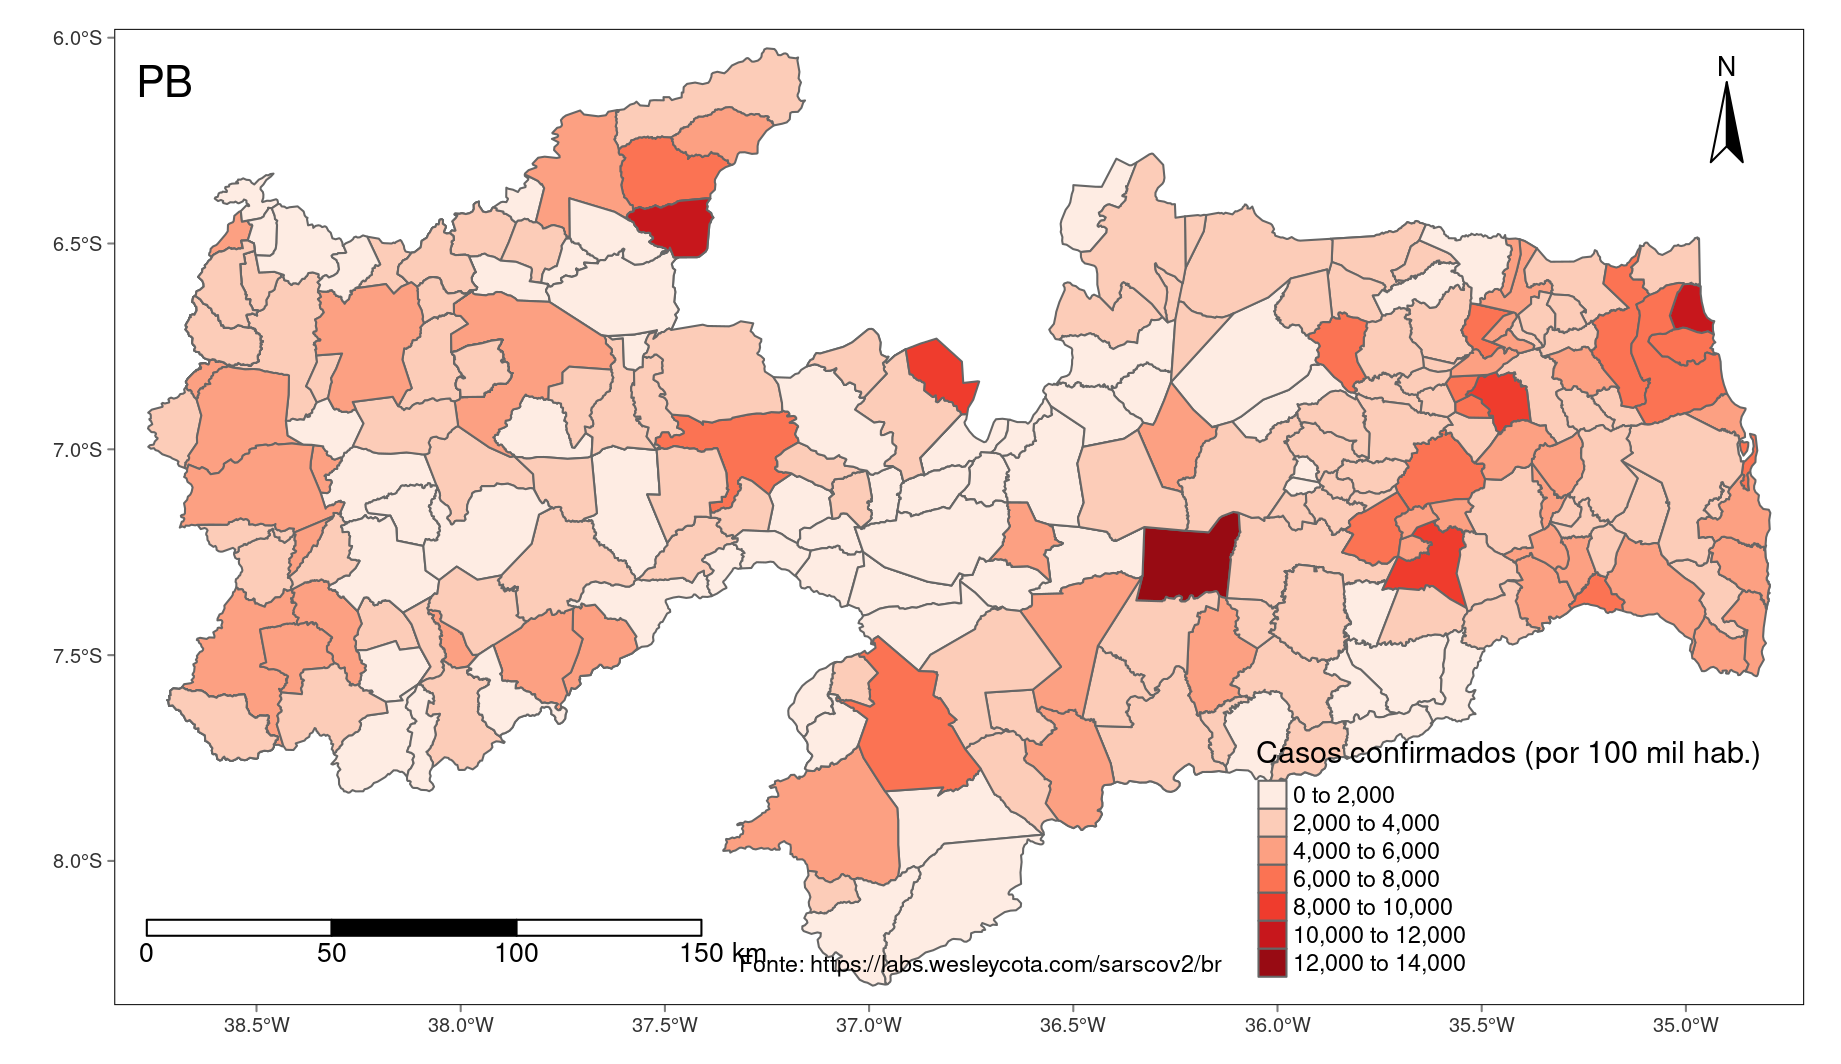 6.0°S
PB
N
6.5°S
7.0°S
7.5°S
8.0°S
Casos confirmados (por 100 mil hab.)
0 to 2,000
2,000 to 4,000
4,000 to 6,000
6,000 to 8,000
8,000 to 10,000
10,000 to 12,000
12,000 to 14,000
0 50 100 150 km
Fonte: https://labs.wesleycota.com/sarscov2/br
38.5°W 38.0°W 37.5°W 37.0°W 36.5°W 36.0°W 35.5°W 35.0°W